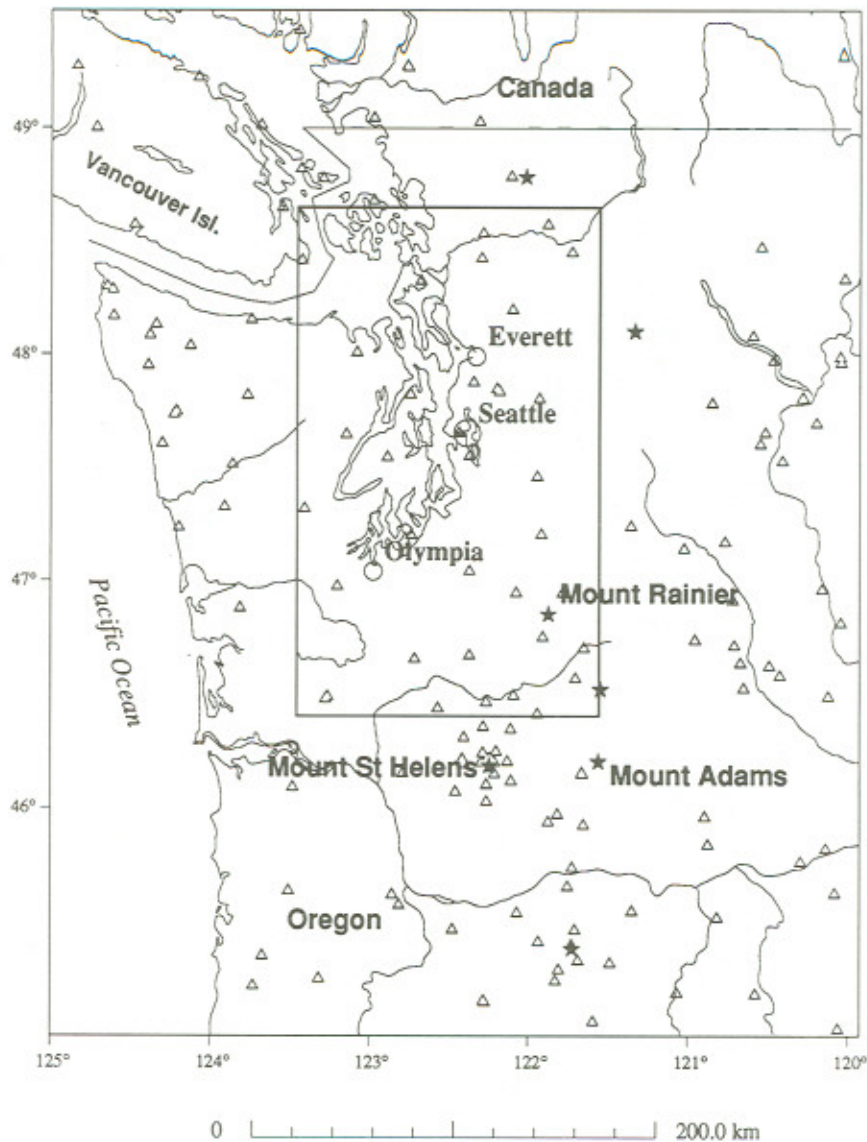 Canada
49°
Vancouver Isl.
Everett
48°
Seattle
Olympia
47°
Mount Rainier
Pacific Ocean
Mount St Helens
Mount Adams
46°
Oregon
125°
124°
123°
122°
121°
120°
0
200.0 km